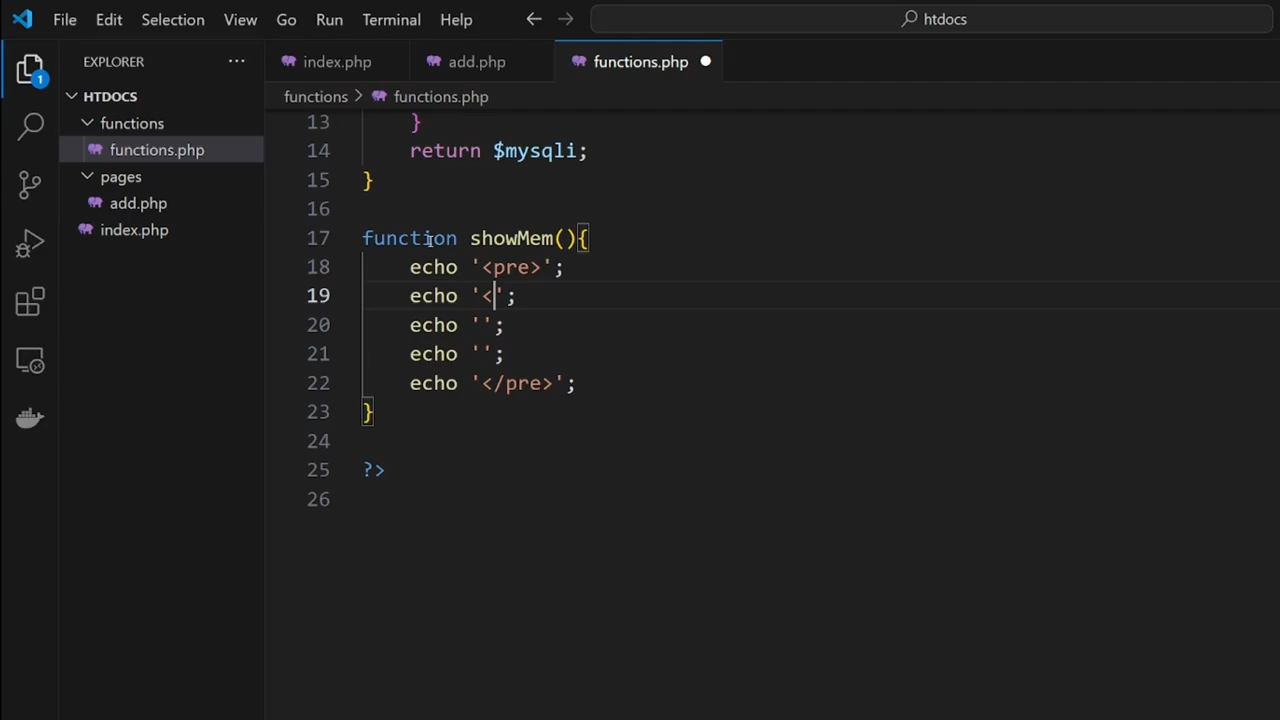 File Edit Selection View Go Run Terminal Help
htdocs
EXPLORER
index.php
add.php
functions.php
HTDOCS
functions
functions.php
pages
add.php
index.php
1
functions > functions.php
13 }
14 return $mysqli;
15 }
16
17 function showMem(){
18 echo '<pre>';
19 echo '<';
20 echo '';
21 echo '';
22 echo '</pre>';
23 }
24
25 ?>
26